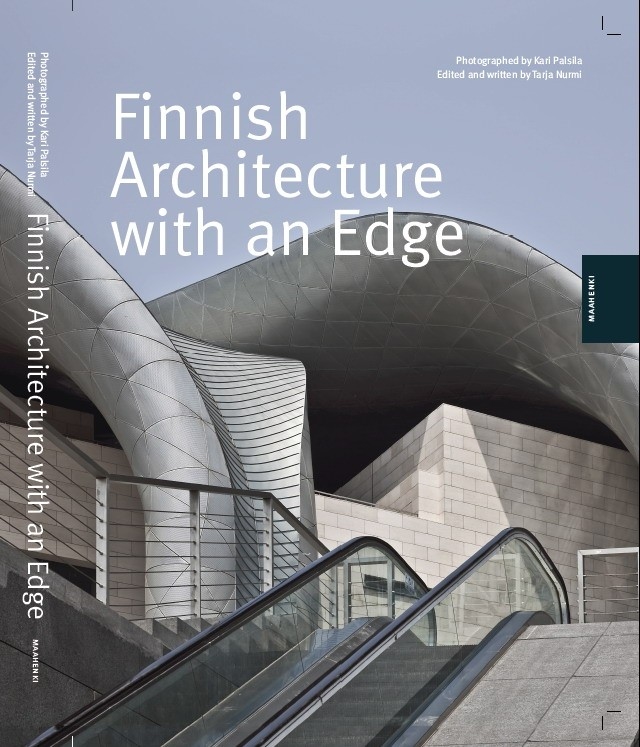 Photographed by Kari Palsila
Edited and written by Tarja Nurmi
Finnish
Architecture
with an Edge
MAAHENKI
Photographed by Kari Palsila
Edited and written by Tarja Nurmi
Finnish Architecture with an Edge
MAAHENKI